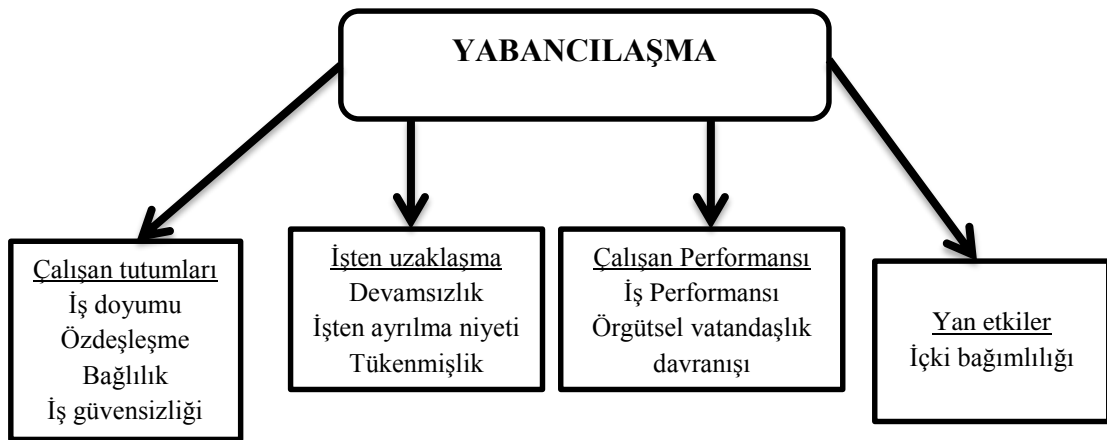 YABANCILAŞMA
Çalışan tutumları
İş doyumu
Özdeşleşme
Bağlılık
İş güvensizliği
İşten uzaklaşma
Devamsızlık
İşten ayrılma niyeti
Tükenmişlik
Çalışan Performansı
İş Performansı
Örgütsel vatandaşlık
davranışı
Yan etkiler
İçki bağımlılığı